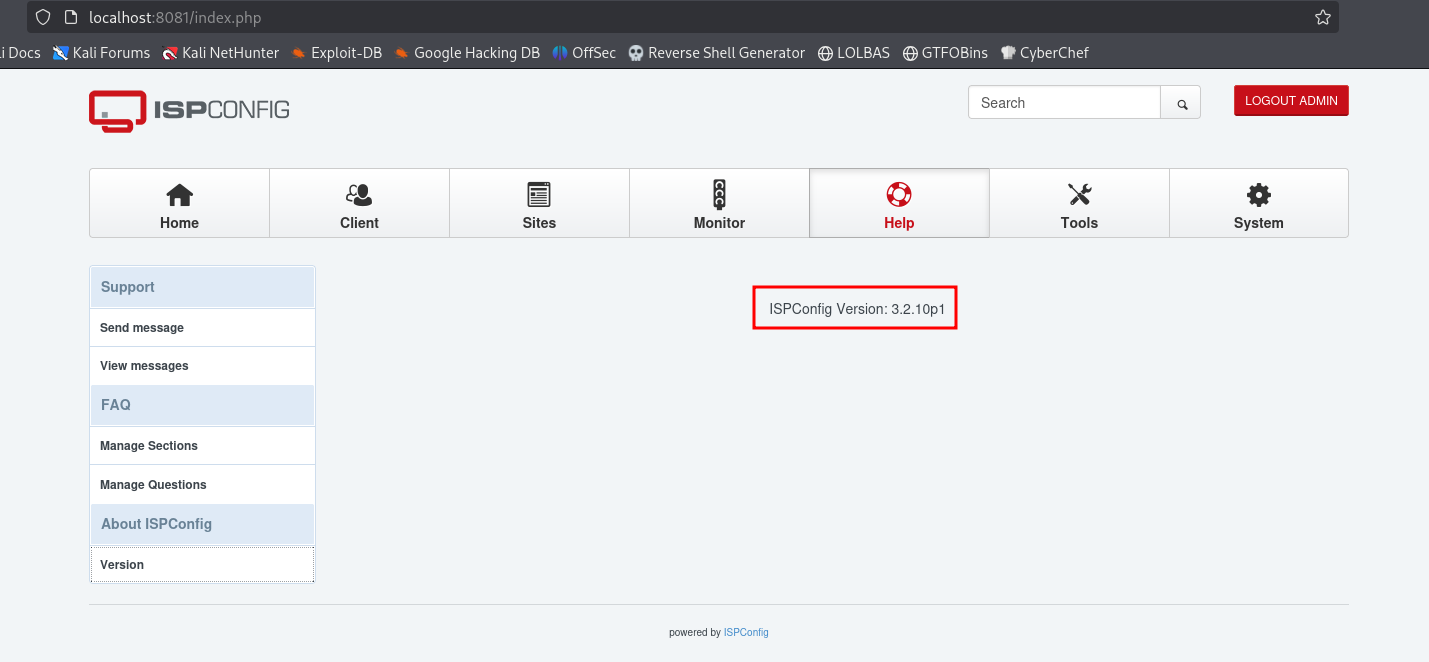 localhost:8081/index.php
i Docs Kali Forums Kali NetHunter Exploit-DB Google Hacking DB OffSec Reverse Shell Generator LOLBAS GTFOBins CyberChef
ISPCONFIG Search LOGOUT ADMIN
Home Client Sites Monitor Help Tools System
Support
ISPConfig Version: 3.2.10p1
Send message
View messages
FAQ
Manage Sections
Manage Questions
About ISPConfig
Version
powered by ISPConfig